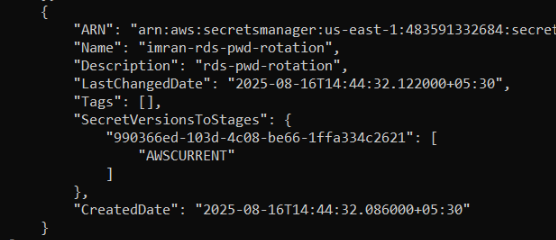 {
"ARN": "arn:aws:secretsmanager:us-east-1:483591332684:secret
"Name": "imran-rds-pwd-rotation",
"Description": "rds-pwd-rotation",
"LastChangedDate": "2025-08-16T14:44:32.122000+05:30",
"Tags": [],
"SecretVersionsToStages": {
"990366ed-103d-4c08-be66-1ffa334c2621": [
"AWSCURRENT"
]
},
"CreatedDate": "2025-08-16T14:44:32.086000+05:30"
}